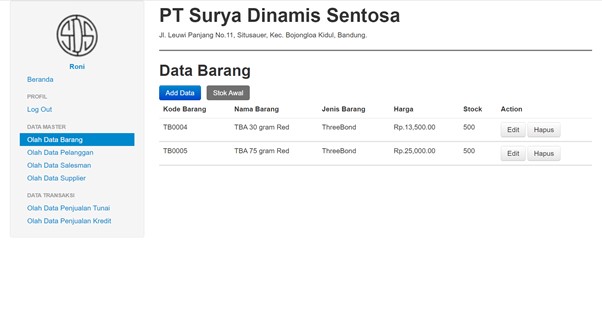 SDS
Roni
Beranda
PROFIL
Log Out
DATA MASTER
Olah Data Barang
Olah Data Pelanggan
Olah Data Salesman
Olah Data Supplier
DATA TRANSAKSI
Olah Data Penjualan Tunai
Olah Data Penjualan Kredit
PT Surya Dinamis Sentosa
Jl. Leuwi Panjang No.11, Situsauer, Kec. Bojongloa Kidul, Bandung.
Data Barang
Add Data Stok Awal
Kode Barang Nama Barang Jenis Barang Harga Stock Action
TB0004 TBA 30 gram Red ThreeBond Rp.13,500.00 500 Edit Hapus
TB0005 TBA 75 gram Red ThreeBond Rp.25,000.00 500 Edit Hapus